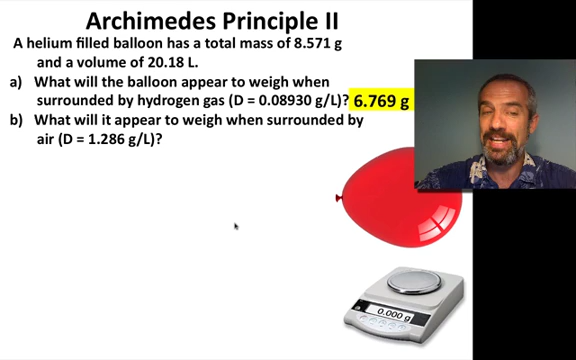 Archimedes Principle II
A helium filled balloon has a total mass of 8.571 g
and a volume of 20.18 L.
a) What will the balloon appear to weigh when
surrounded by hydrogen gas (D = 0.08930 g/L)? 6.769 g
b) What will it appear to weigh when surrounded by
air (D = 1.286 g/L)?
0.000 g